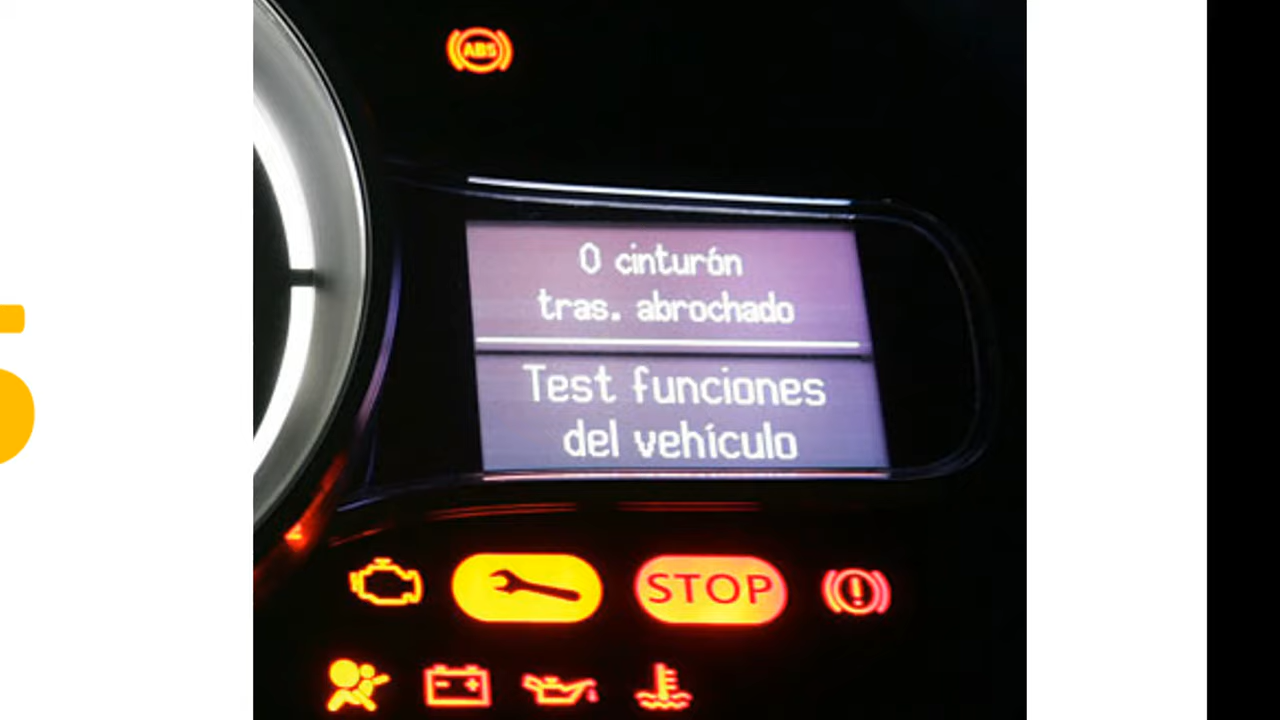 ABS
0 cinturón
tras. abrochado
Test funciones
del vehículo
STOP